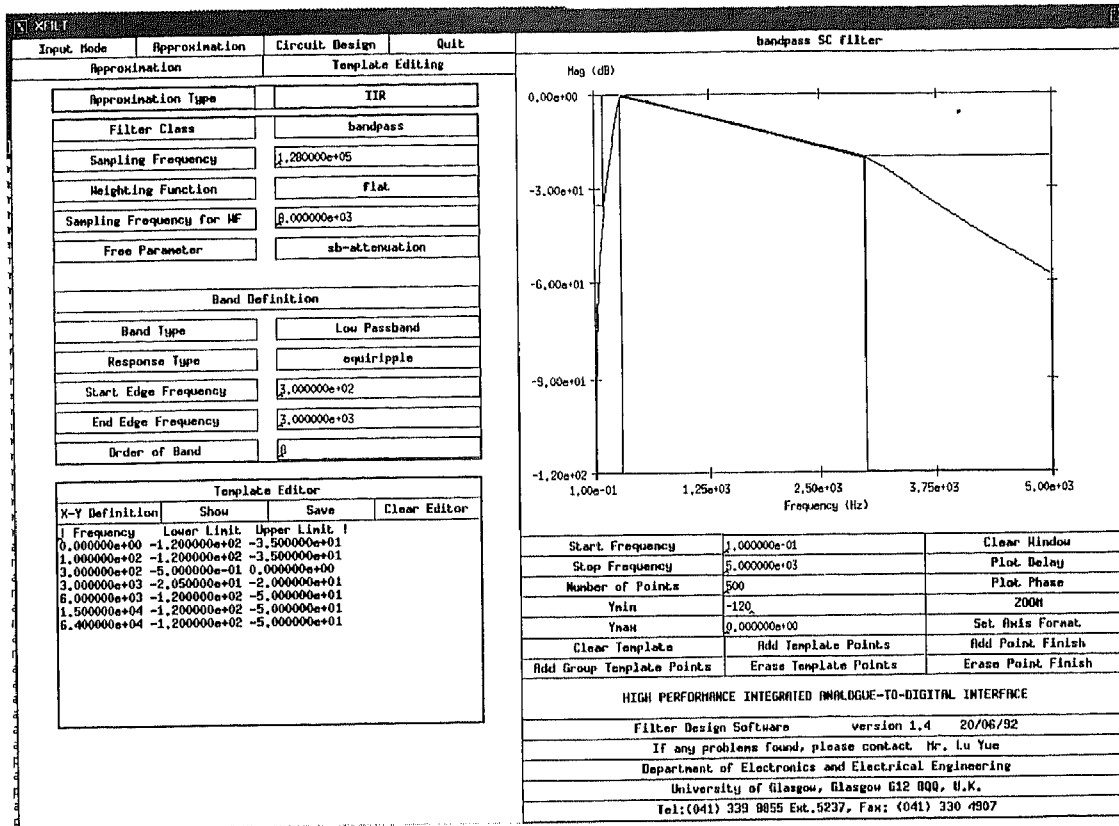 XFILT
Input Mode Approximation Circuit Design Quit
Approximation Template Editing
Approximation Type IIR
Filter Class bandpass
Sampling Frequency 1.280000e+05
Weighting Function flat
Sampling Frequency for WF 8.000000e+03
Free Parameter sb-attenuation
Band Definition
Band Type Low Passband
Response Type equiripple
Start Edge Frequency 3.000000e+02
End Edge Frequency 3.000000e+03
Order of Band
Template Editor
X-Y Definition Show Save Clear Editor
! Frequency Lower Limit Upper Limit !
0.000000e+00 -1.200000e+02 -3.500000e+01
1.000000e+02 -1.200000e+02 -3.500000e+01
3.000000e+02 -5.000000e-01 0.000000e+00
3.000000e+03 -2.050000e+01 -2.000000e+01
6.000000e+03 -1.200000e+02 -5.000000e+01
1.500000e+04 -1.200000e+02 -5.000000e+01
6.400000e+04 -1.200000e+02 -5.000000e+01
bandpass SC filter
Mag (dB)
0.00e+00
-3.00e+01
-6.00e+01
-9.00e+01
-1.20e+02
1.00e-01 1.25e+03 2.50e+03 3.75e+03 5.00e+03
Frequency (Hz)
Start Frequency 1.000000e-01 Clear Window
Stop Frequency 5.000000e+03 Plot Delay
Number of Points 500 Plot Phase
Ymin -120 ZOOM
Ymax 0.000000e+00 Set Axis Format
Clear Template Add Template Points Add Point Finish
Add Group Template Points Erase Template Points Erase Point Finish
HIGH PERFORMANCE INTEGRATED ANALOGUE-TO-DIGITAL INTERFACE
Filter Design Software version 1.4 20/06/92
If any problems found, please contact Mr. Lu Yue
Department of Electronics and Electrical Engineering
University of Glasgow, Glasgow G12 8QQ, U.K.
Tel:(041) 339 8855 Ext.5237, Fax: (041) 330 4907